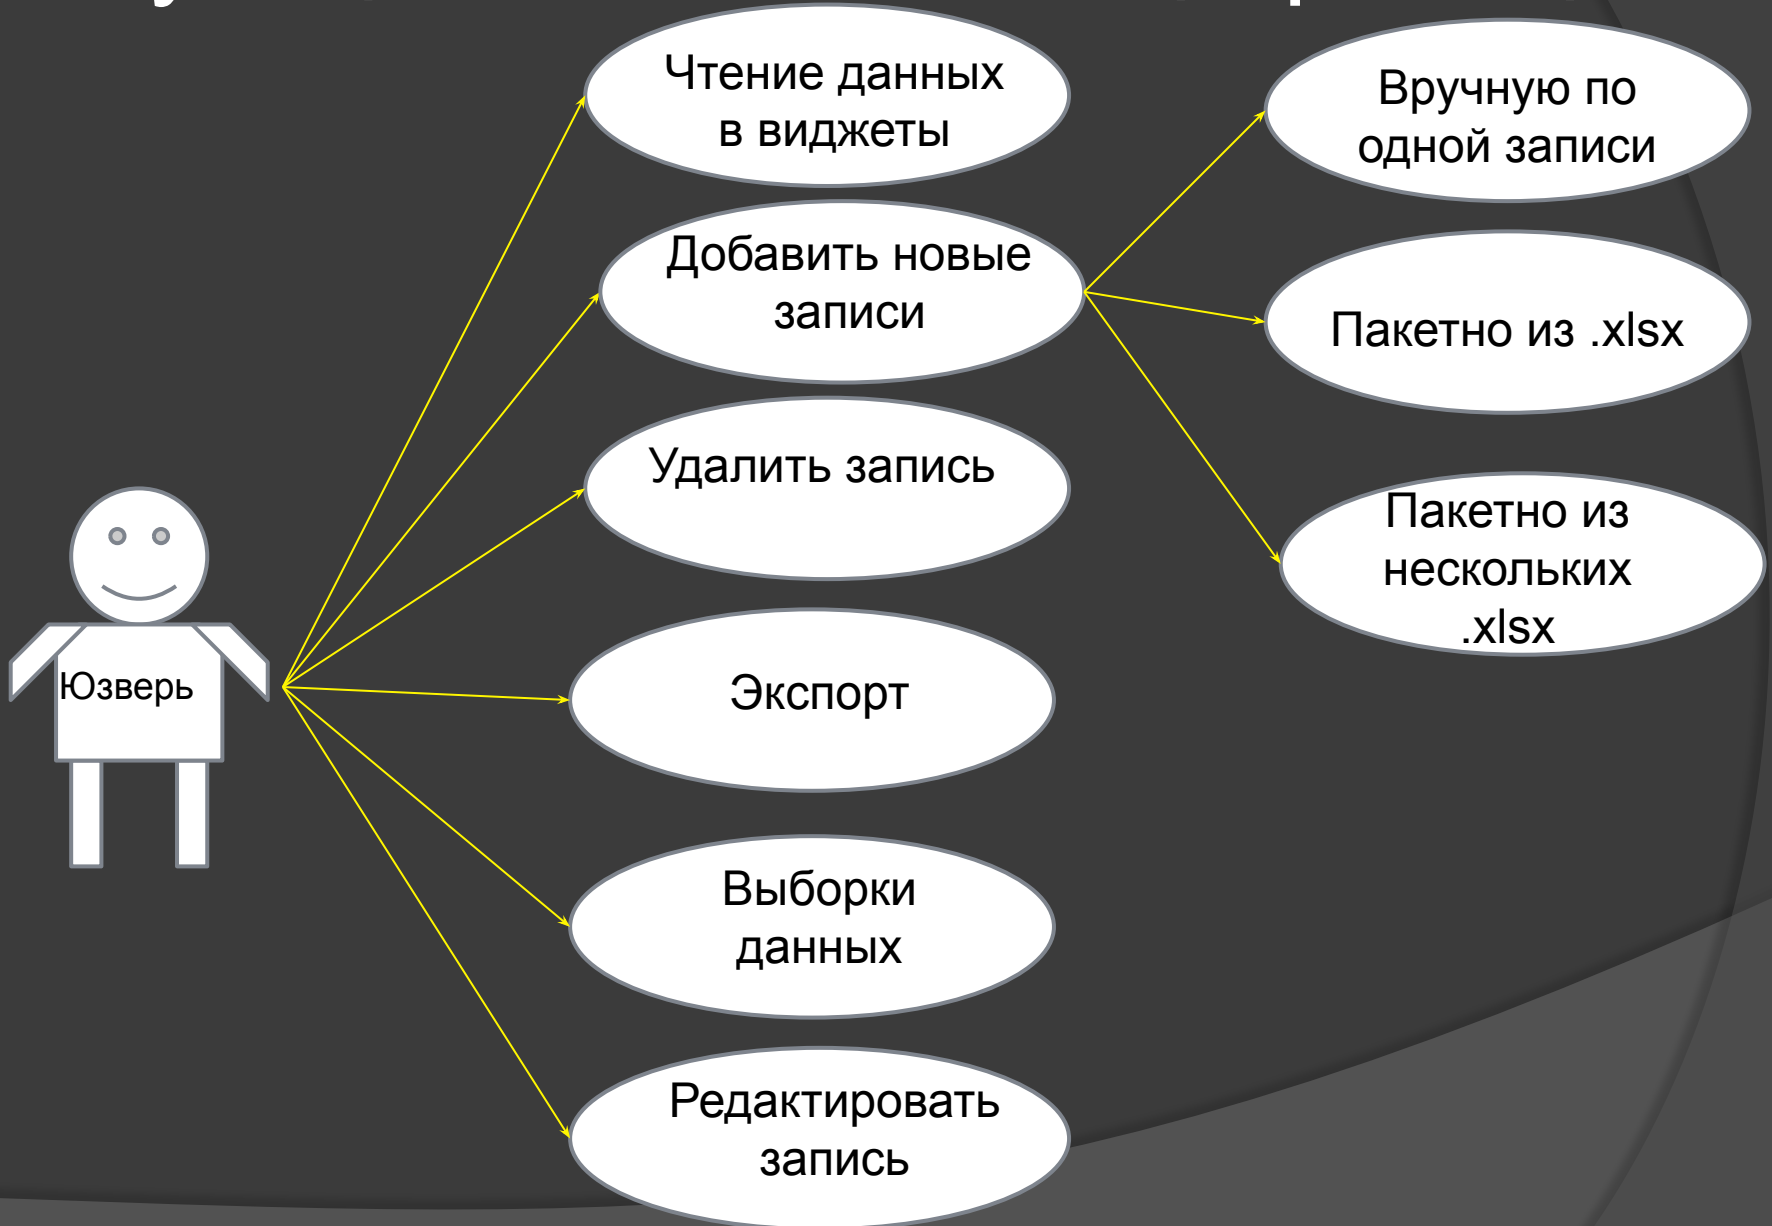 Чтение данных
в виджеты
Вручную по
одной записи
Добавить новые
записи
Пакетно из .xlsx
Удалить запись
Пакетно из
нескольких
.xlsx
Юзверь
Экспорт
Выборки
данных
Редактировать
запись